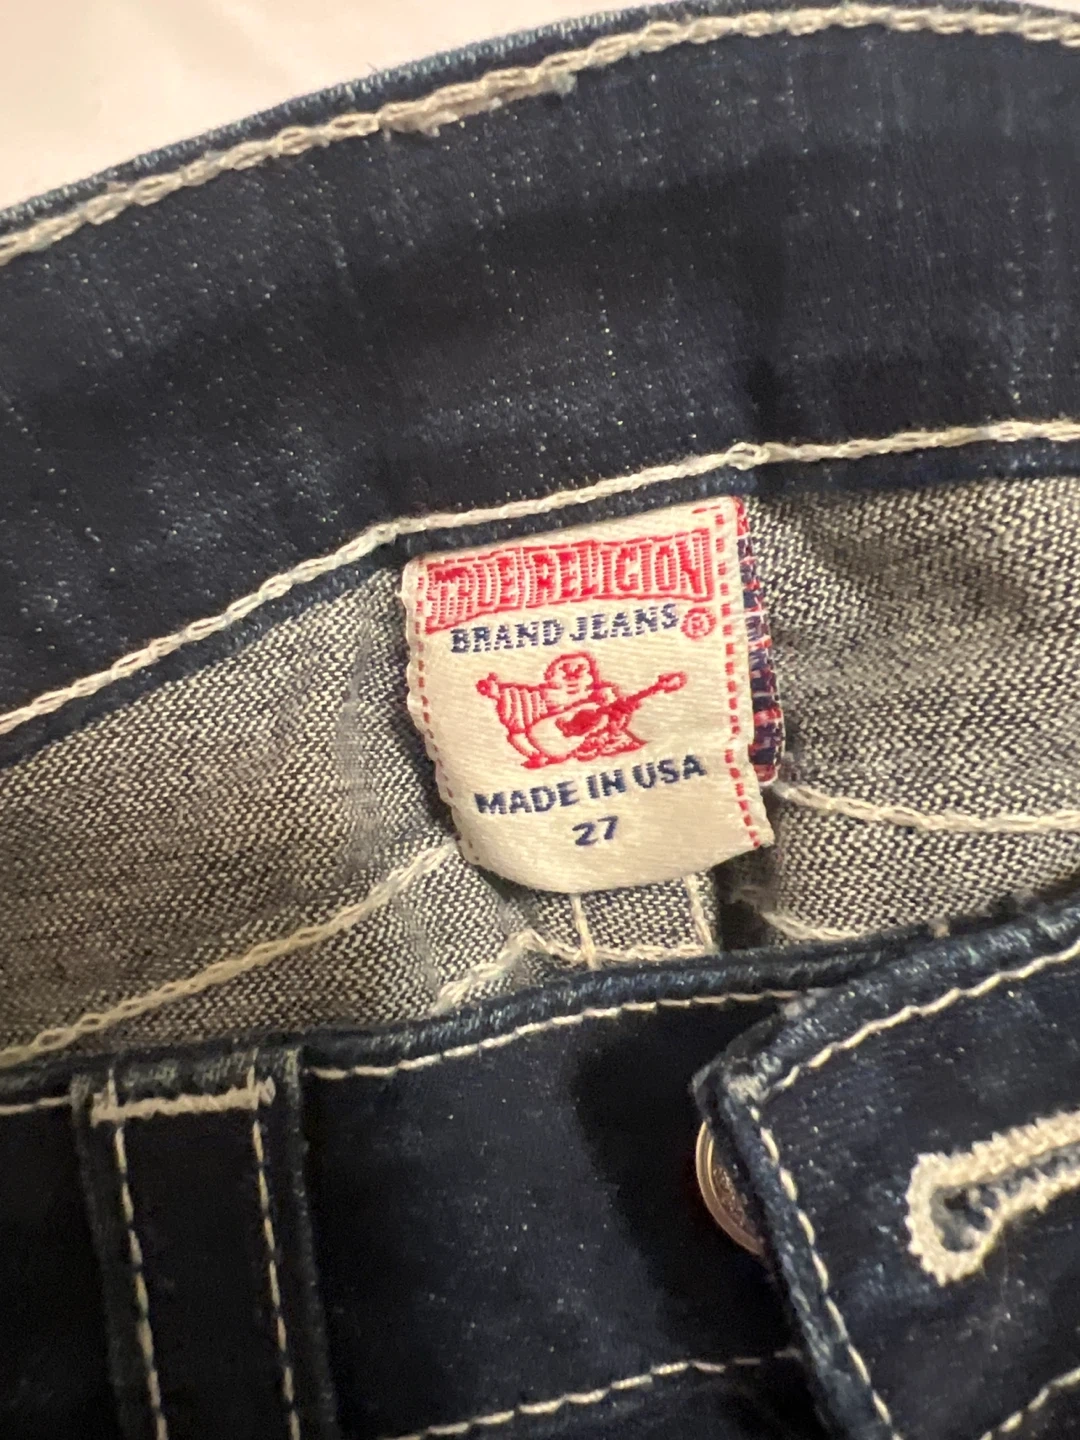 TRUE RELIGION
BRAND JEANS®
MADE IN USA
27